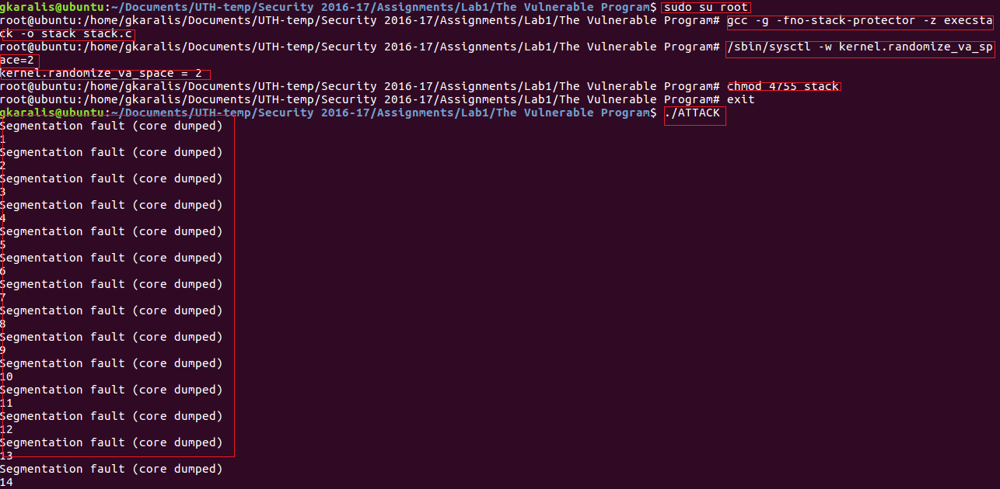 gkaralis@ubuntu:~/Documents/UTH-temp/Security 2016-17/Assignments/Lab1/The Vulnerable Program$ sudo su root
root@ubuntu:/home/gkaralis/Documents/UTH-temp/Security 2016-17/Assignments/Lab1/The Vulnerable Program# gcc -g -fno-stack-protector -z execsta
ck -o stack stack.c
root@ubuntu:/home/gkaralis/Documents/UTH-temp/Security 2016-17/Assignments/Lab1/The Vulnerable Program# /sbin/sysctl -w kernel.randomize_va_sp
ace=2
kernel.randomize_va_space = 2
root@ubuntu:/home/gkaralis/Documents/UTH-temp/Security 2016-17/Assignments/Lab1/The Vulnerable Program# chmod 4755 stack
root@ubuntu:/home/gkaralis/Documents/UTH-temp/Security 2016-17/Assignments/Lab1/The Vulnerable Program# exit
gkaralis@ubuntu:~/Documents/UTH-temp/Security 2016-17/Assignments/Lab1/The Vulnerable Program$ ./ATTACK
Segmentation fault (core dumped)
1
Segmentation fault (core dumped)
2
Segmentation fault (core dumped)
3
Segmentation fault (core dumped)
4
Segmentation fault (core dumped)
5
Segmentation fault (core dumped)
6
Segmentation fault (core dumped)
7
Segmentation fault (core dumped)
8
Segmentation fault (core dumped)
9
Segmentation fault (core dumped)
10
Segmentation fault (core dumped)
11
Segmentation fault (core dumped)
12
Segmentation fault (core dumped)
13
Segmentation fault (core dumped)
14